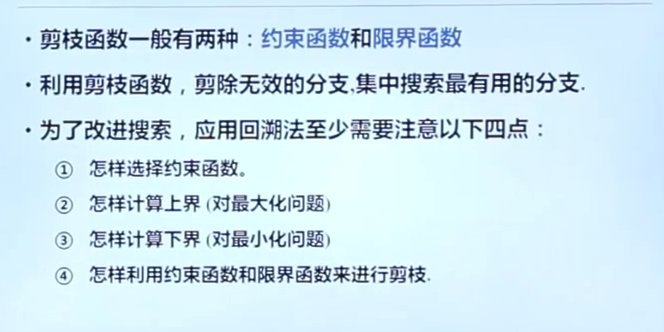 · 剪枝函数一般有两种：约束函数和限界函数
· 利用剪枝函数，剪除无效的分支,集中搜索最有用的分支.
· 为了改进搜索，应用回溯法至少需要注意以下四点：
① 怎样选择约束函数。
② 怎样计算上界 (对最大化问题)
③ 怎样计算下界 (对最小化问题)
④ 怎样利用约束函数和限界函数来进行剪枝.